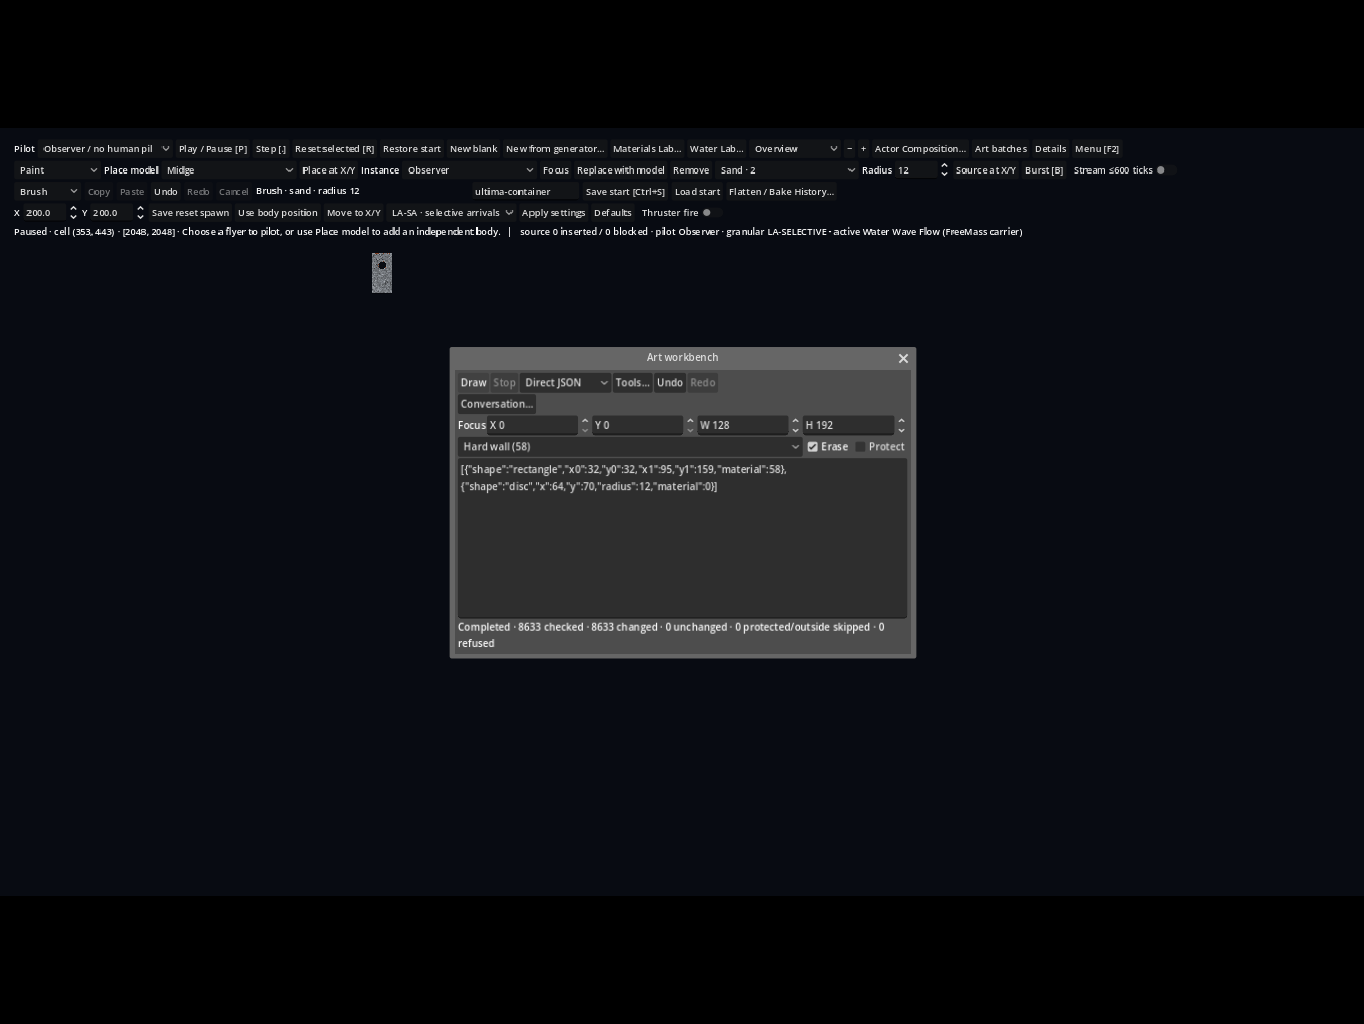 Pilot Observer / no human pil Play / Pause [P] Step [.] Reset selected [R] Restore start New blank New from generator... Materials Lab... Water Lab... Overview − + Actor Composition... Art batches Details Menu [F2]
Paint Place model Midge Place at X/Y Instance Observer Focus Replace with model Remove Sand · 2 Radius 12 Source at X/Y Burst [B] Stream ≤600 ticks
Brush Copy Paste Undo Redo Cancel Brush · sand · radius 12 ultima-container Save start [Ctrl+S] Load start Flatten / Bake History...
X 200.0 Y 200.0 Save reset spawn Use body position Move to X/Y LA-SA · selective arrivals Apply settings Defaults Thruster fire
Paused · cell (353, 443) · [2048, 2048] · Choose a flyer to pilot, or use Place model to add an independent body. | source 0 inserted / 0 blocked · pilot Observer · granular LA-SELECTIVE · active Water Wave Flow (FreeMass carrier)
Art workbench
Draw Stop Direct JSON Tools... Undo Redo
Conversation...
Focus X 0 Y 0 W 128 H 192
Hard wall (58) Erase Protect
[{"shape":"rectangle","x0":32,"y0":32,"x1":95,"y1":159,"material":58},
{"shape":"disc","x":64,"y":70,"radius":12,"material":0}]
Completed · 8633 checked · 8633 changed · 0 unchanged · 0 protected/outside skipped · 0
refused